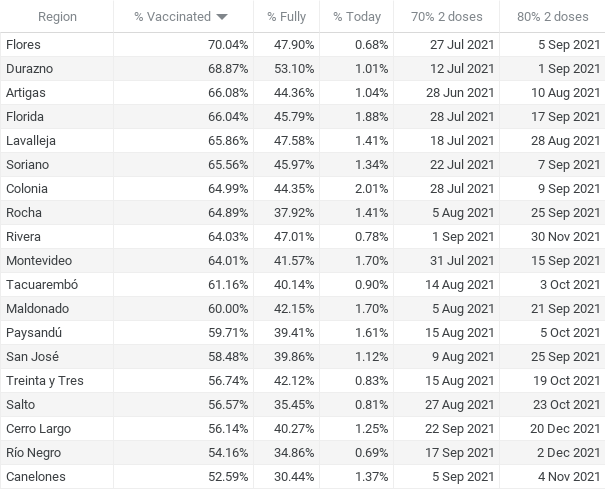 Region % Vaccinated % Fully % Today 70% 2 doses 80% 2 doses
Flores 70.04% 47.90% 0.68% 27 Jul 2021 5 Sep 2021
Durazno 68.87% 53.10% 1.01% 12 Jul 2021 1 Sep 2021
Artigas 66.08% 44.36% 1.04% 28 Jun 2021 10 Aug 2021
Florida 66.04% 45.79% 1.88% 28 Jul 2021 17 Sep 2021
Lavalleja 65.86% 47.58% 1.41% 18 Jul 2021 28 Aug 2021
Soriano 65.56% 45.97% 1.34% 22 Jul 2021 7 Sep 2021
Colonia 64.99% 44.35% 2.01% 28 Jul 2021 9 Sep 2021
Rocha 64.89% 37.92% 1.41% 5 Aug 2021 25 Sep 2021
Rivera 64.03% 47.01% 0.78% 1 Sep 2021 30 Nov 2021
Montevideo 64.01% 41.57% 1.70% 31 Jul 2021 15 Sep 2021
Tacuarembó 61.16% 40.14% 0.90% 14 Aug 2021 3 Oct 2021
Maldonado 60.00% 42.15% 1.70% 5 Aug 2021 21 Sep 2021
Paysandú 59.71% 39.41% 1.61% 15 Aug 2021 5 Oct 2021
San José 58.48% 39.86% 1.12% 9 Aug 2021 25 Sep 2021
Treinta y Tres 56.74% 42.12% 0.83% 15 Aug 2021 19 Oct 2021
Salto 56.57% 35.45% 0.81% 27 Aug 2021 23 Oct 2021
Cerro Largo 56.14% 40.27% 1.25% 22 Sep 2021 20 Dec 2021
Río Negro 54.16% 34.86% 0.69% 17 Sep 2021 2 Dec 2021
Canelones 52.59% 30.44% 1.37% 5 Sep 2021 4 Nov 2021